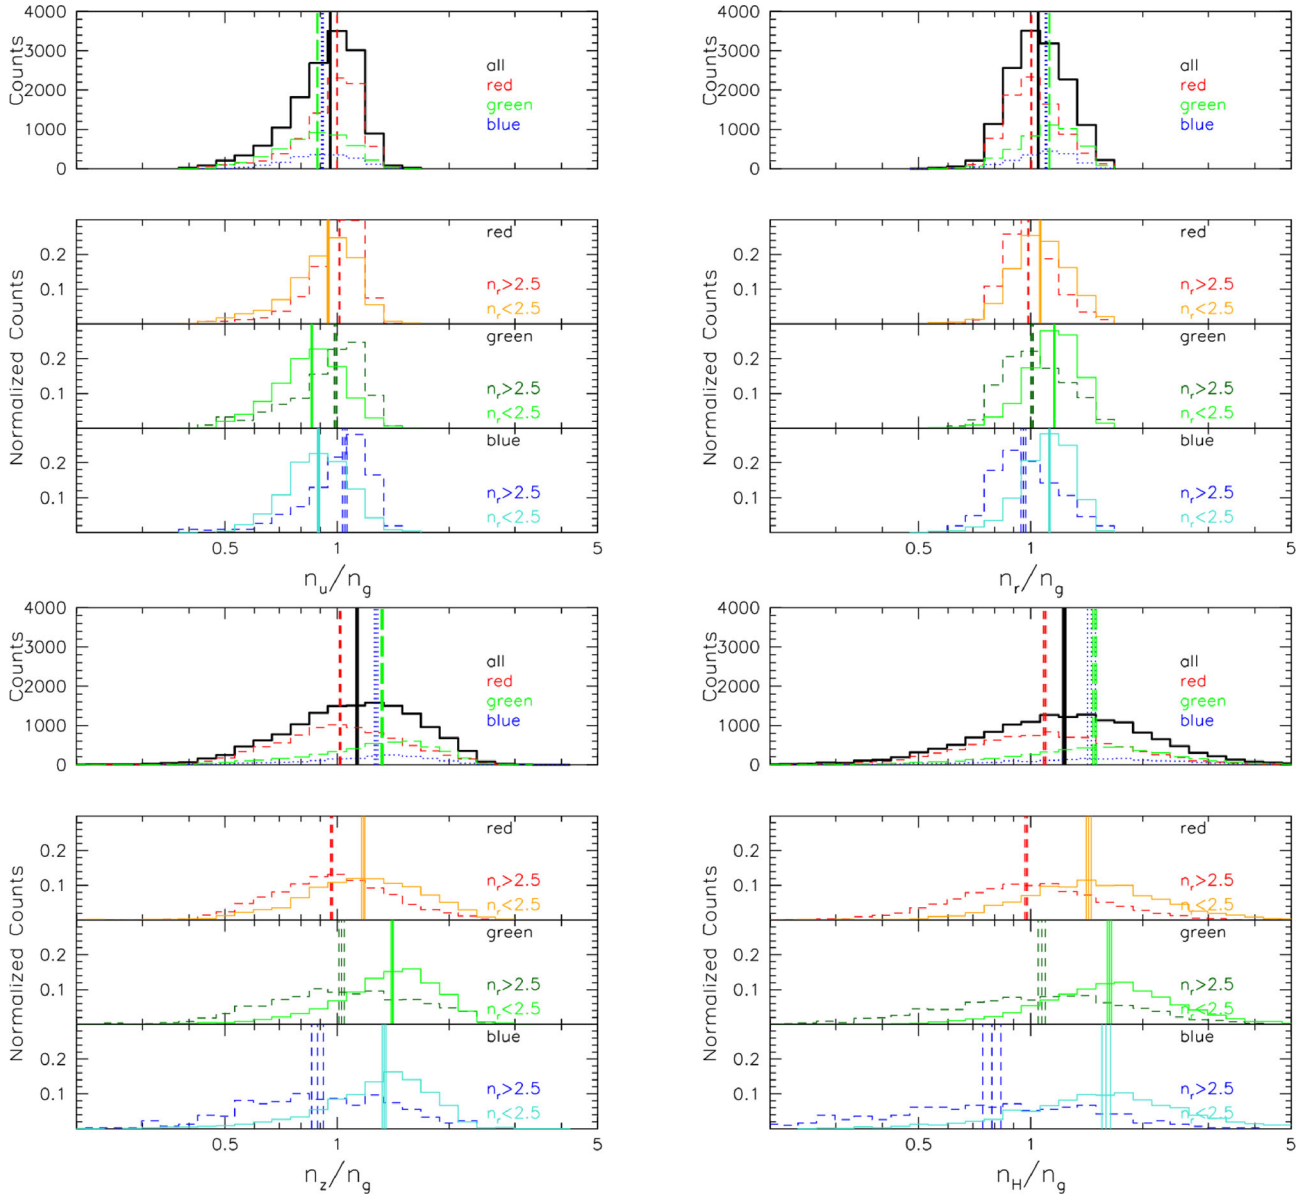 4000
3000
2000
1000
0
Counts
all
red
green
blue
4000
3000
2000
1000
0
Counts
all
red
green
blue
0.2
0.1
red
n_r>2.5
n_r<2.5
0.2
0.1
green
n_r>2.5
n_r<2.5
0.2
0.1
blue
n_r>2.5
n_r<2.5
Normalized Counts
0.5 1 5
n_u/n_g
0.2
0.1
red
n_r>2.5
n_r<2.5
0.2
0.1
green
n_r>2.5
n_r<2.5
0.2
0.1
blue
n_r>2.5
n_r<2.5
Normalized Counts
0.5 1 5
n_r/n_g
4000
3000
2000
1000
0
Counts
all
red
green
blue
4000
3000
2000
1000
0
Counts
all
red
green
blue
0.2
0.1
red
n_r>2.5
n_r<2.5
0.2
0.1
green
n_r>2.5
n_r<2.5
0.2
0.1
blue
n_r>2.5
n_r<2.5
Normalized Counts
0.5 1 5
n_z/n_g
0.2
0.1
red
n_r>2.5
n_r<2.5
0.2
0.1
green
n_r>2.5
n_r<2.5
0.2
0.1
blue
n_r>2.5
n_r<2.5
Normalized Counts
0.5 1 5
n_H/n_g